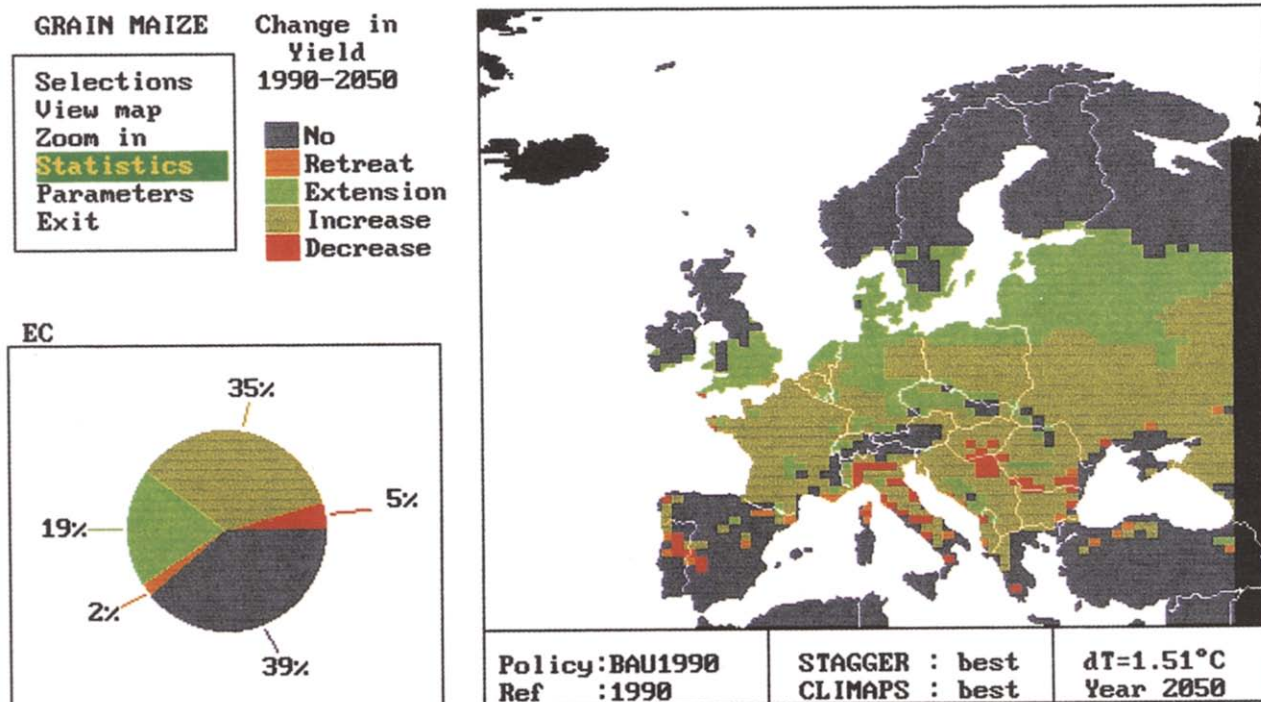 GRAIN MAIZE
Selections
View map
Zoom in
Statistics
Parameters
Exit
Change in
Yield
1990-2050
No
Retreat
Extension
Increase
Decrease
EC
35%
5%
19%
2%
39%
Policy:BAU1990
Ref :1990
STAGGER : best
CLIMAPS : best
dT=1.51°C
Year 2050